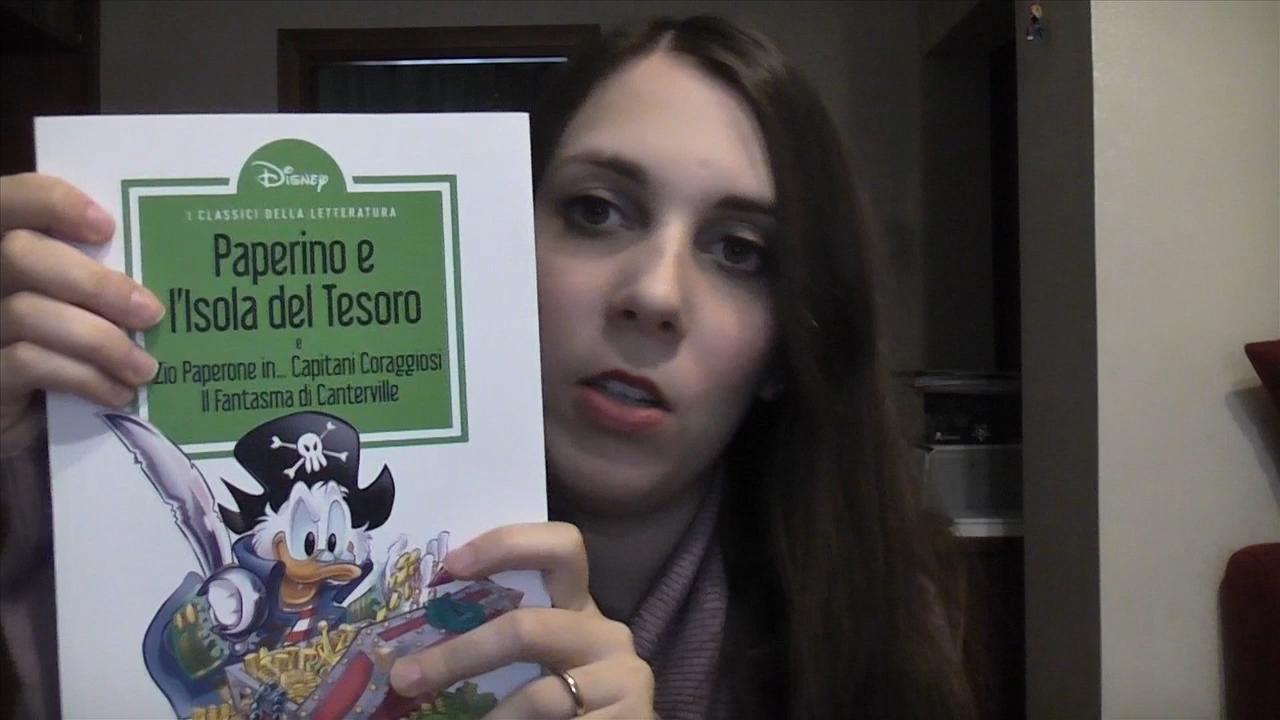 Disney
I CLASSICI DELLA LETTERATURA
Paperino e
l'Isola del Tesoro
e
Zio Paperone in... Capitani Coraggiosi
Il Fantasma di Canterville